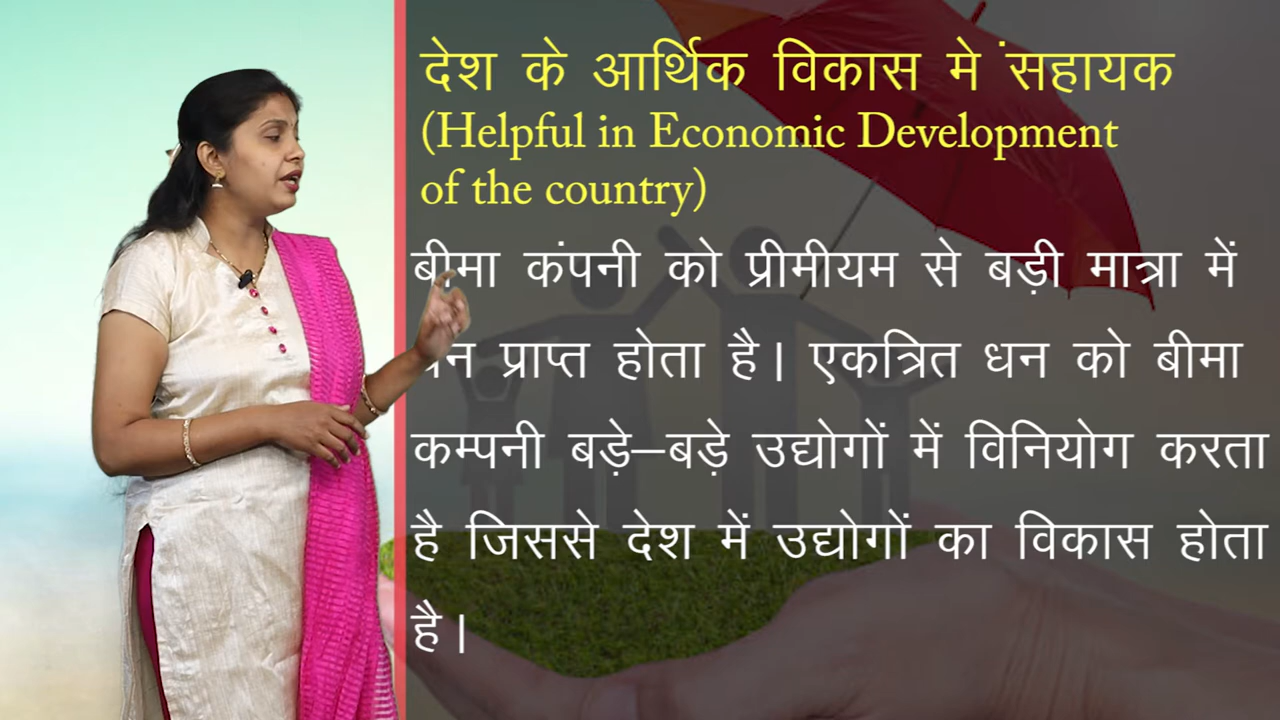 देश के आर्थिक विकास में सहायक
(Helpful in Economic Development
of the country)
बीमा कंपनी को प्रीमीयम से बड़ी मात्रा में
धन प्राप्त होता है। एकत्रित धन को बीमा
कम्पनी बड़े–बड़े उद्योगों में विनियोग करता
है जिससे देश में उद्योगों का विकास होता
है।